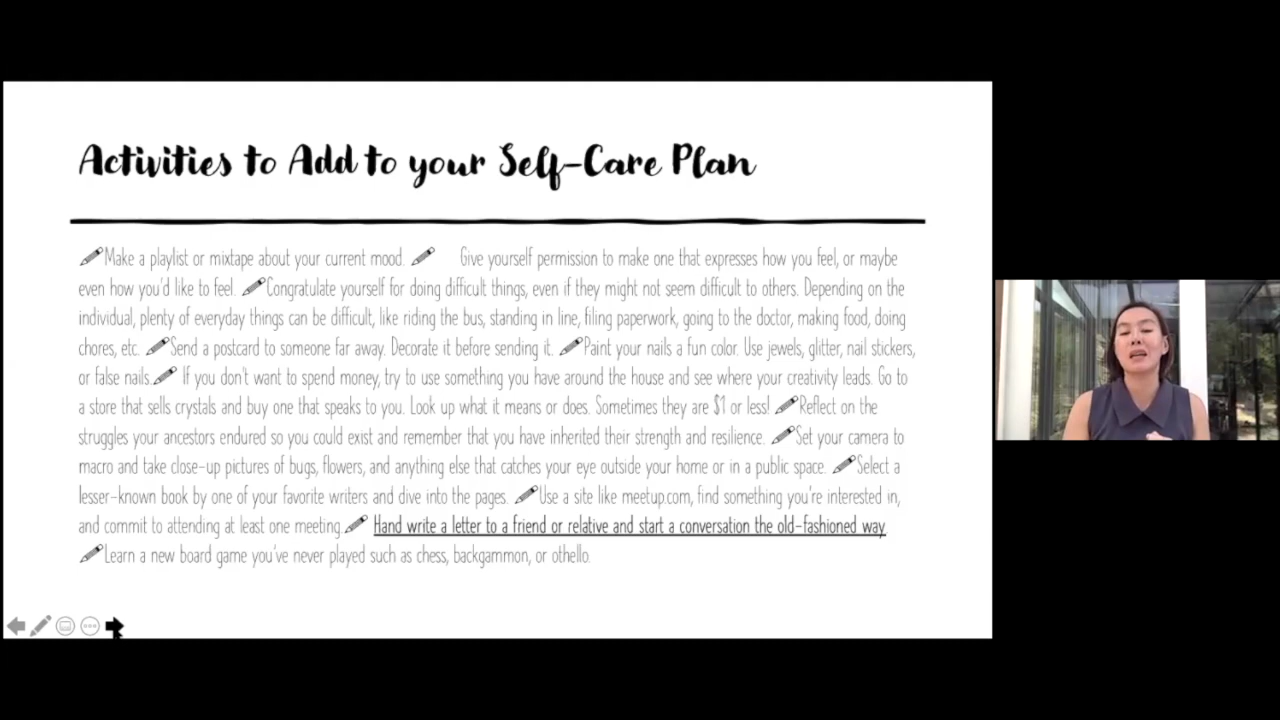 Activities to Add to your Self-Care Plan
Make a playlist or mixtape about your current mood. Give yourself permission to make one that expresses how you feel, or maybe
even how you'd like to feel. Congratulate yourself for doing difficult things, even if they might not seem difficult to others. Depending on the
individual, plenty of everyday things can be difficult, like riding the bus, standing in line, filing paperwork, going to the doctor, making food, doing
chores, etc. Send a postcard to someone far away. Decorate it before sending it. Paint your nails a fun color. Use jewels, glitter, nail stickers,
or false nails. If you don't want to spend money, try to use something you have around the house and see where your creativity leads. Go to
a store that sells crystals and buy one that speaks to you. Look up what it means or does. Sometimes they are $1 or less! Reflect on the
struggles your ancestors endured so you could exist and remember that you have inherited their strength and resilience. Set your camera to
macro and take close-up pictures of bugs, flowers, and anything else that catches your eye outside your home or in a public space. Select a
lesser-known book by one of your favorite writers and dive into the pages. Use a site like meetup.com, find something you're interested in,
and commit to attending at least one meeting. Hand write a letter to a friend or relative and start a conversation the old-fashioned way.
Learn a new board game you've never played such as chess, backgammon, or othello.